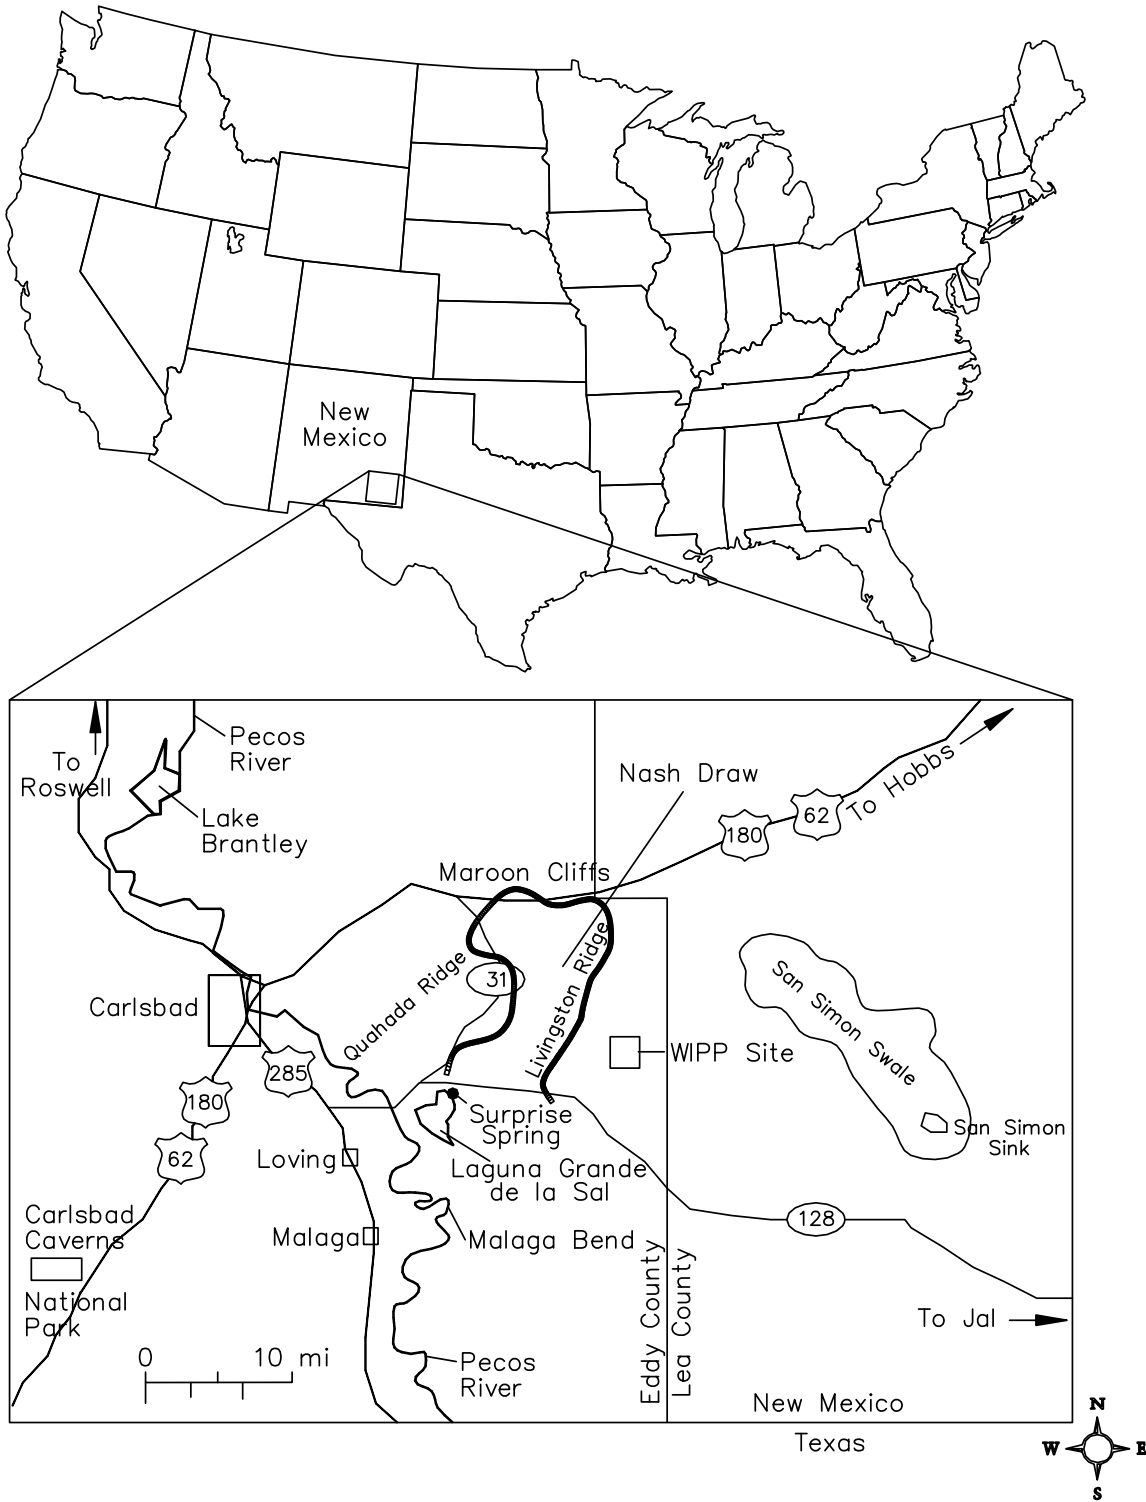 New
Mexico
Pecos
River
To
Roswell
Nash Draw
To Hobbs
62
180
Lake
Brantley
Maroon Cliffs
Quahada Ridge
31
Livingston Ridge
San Simon Swale
Carlsbad
WIPP Site
285
180
Surprise
Spring
San Simon
Sink
62
Loving
Laguna Grande
de la Sal
Carlsbad
Caverns
128
Malaga
Malaga Bend
Eddy County
Lea County
National
Park
To Jal
0 10 mi
Pecos
River
New Mexico
Texas
N
W E
S